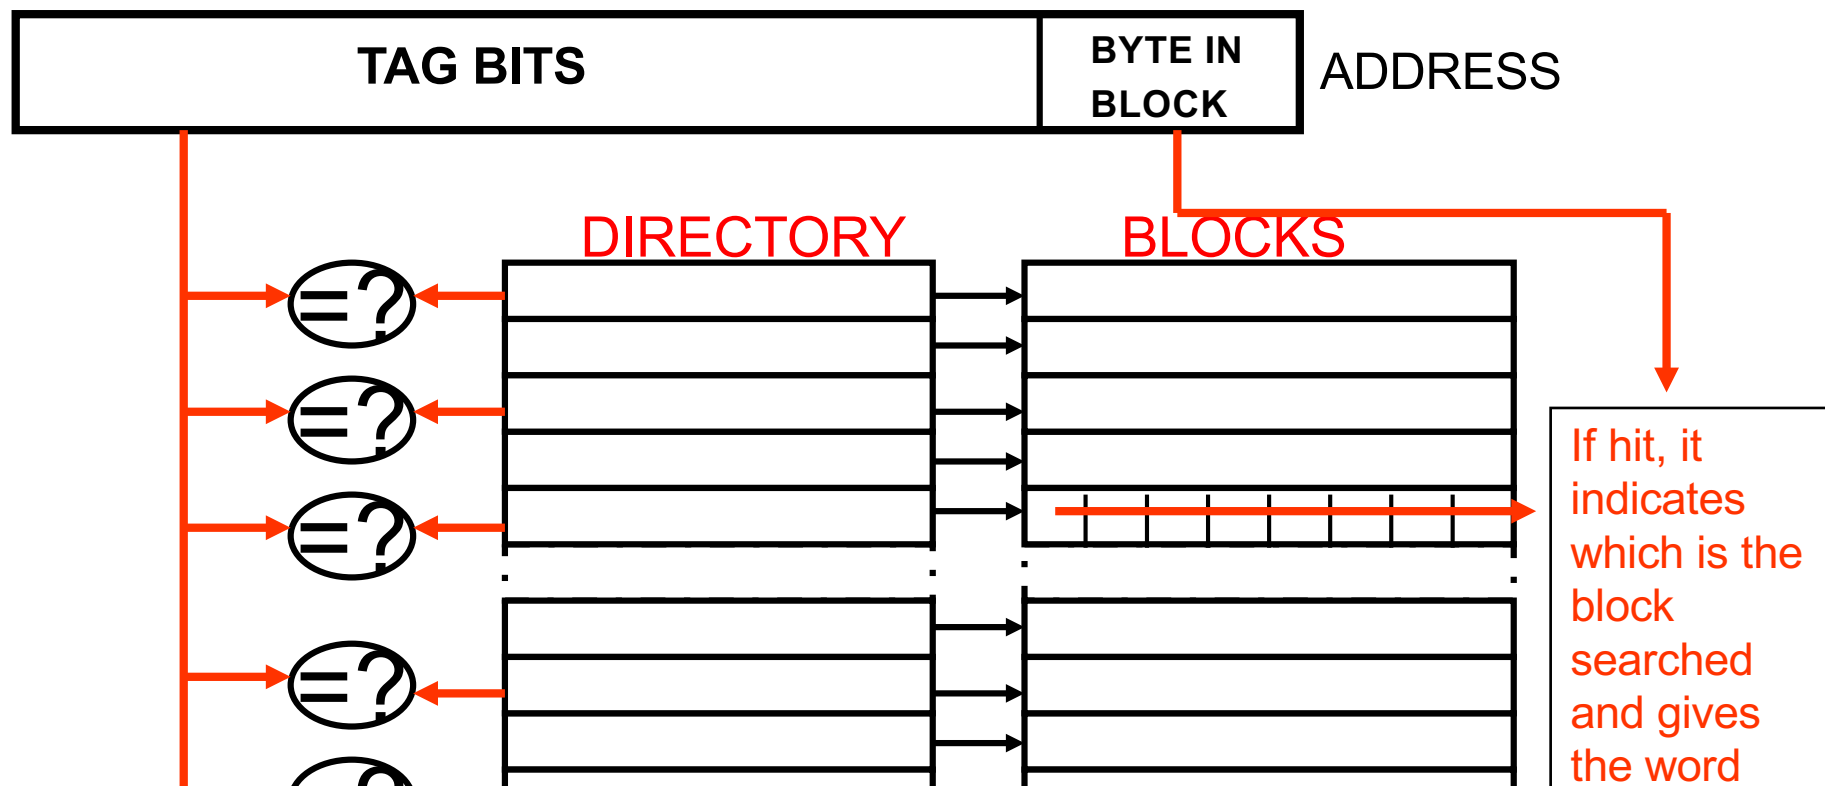 TAG BITS
BYTE IN
BLOCK
ADDRESS
DIRECTORY
BLOCKS
=?
=?
=?
=?
=?
If hit, it
indicates
which is the
block
searched
and gives
the word